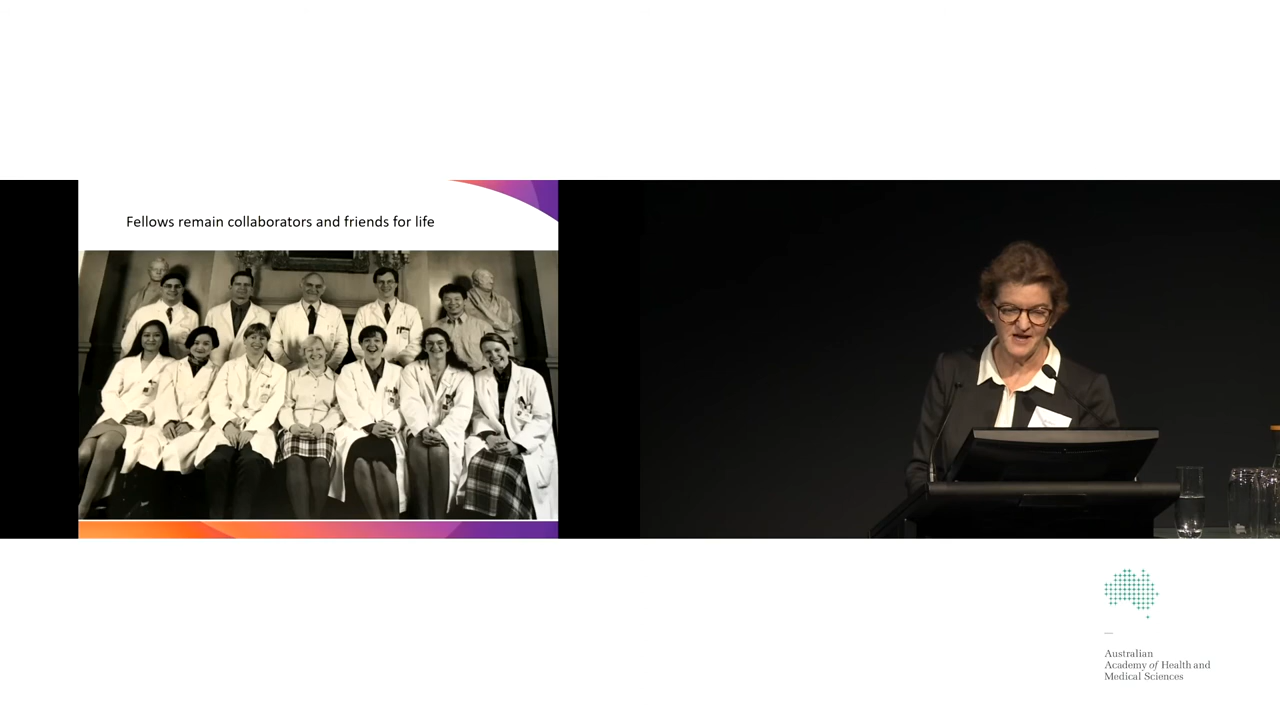 Fellows remain collaborators and friends for life
Australian
Academy of Health and
Medical Sciences